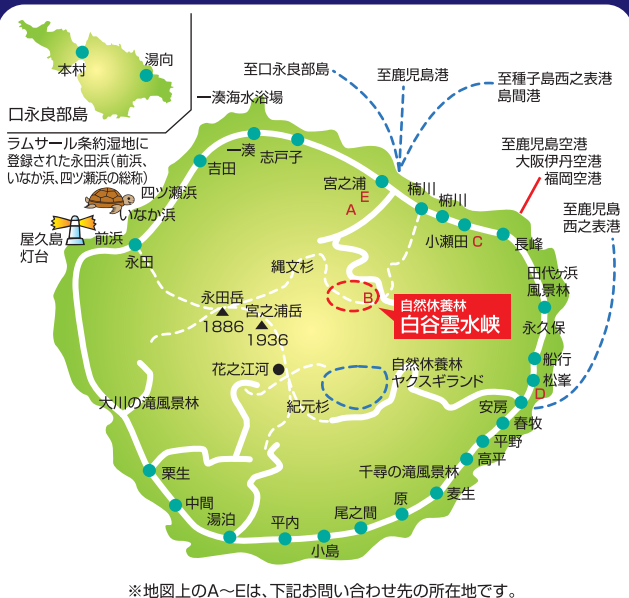 本村
湯向
口永良部島
ラムサール条約湿地に
登録された永田浜（前浜、
いなか浜、四ツ瀬浜の総称）
至口永良部島
至鹿児島港
至種子島西之表港
島間港
至鹿児島空港
大阪伊丹空港
福岡空港
至鹿児島
西之表港
一湊海水浴場
一湊
志戸子
吉田
宮之浦
E
A
楠川
椨川
小瀬田
C
長峰
四ツ瀬浜
いなか浜
屋久島
灯台
前浜
永田
縄文杉
B
自然休養林
白谷雲水峡
田代ヶ浜
風景林
永久保
永田岳
1886
宮之浦岳
1936
花之江河
自然休養林
ヤクスギランド
船行
松峯
D
大川の滝風景林
紀元杉
安房
春牧
平野
高平
千尋の滝風景林
栗生
中間
湯泊
平内
小島
尾之間
原
麦生
※地図上のA〜Eは、下記お問い合わせ先の所在地です。